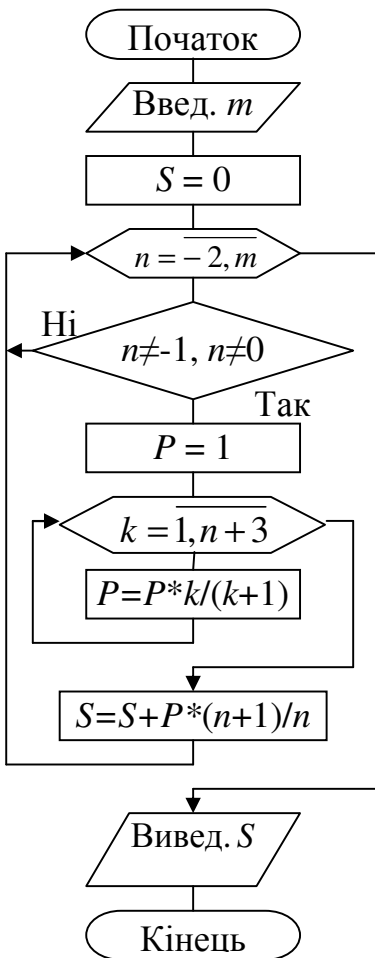 Початок
Введ. m
S = 0
n = -2, m
Ні
n≠-1, n≠0
Так
P = 1
k = 1, n + 3
P=P*k/(k+1)
S=S+P*(n+1)/n
Вивед. S
Кінець